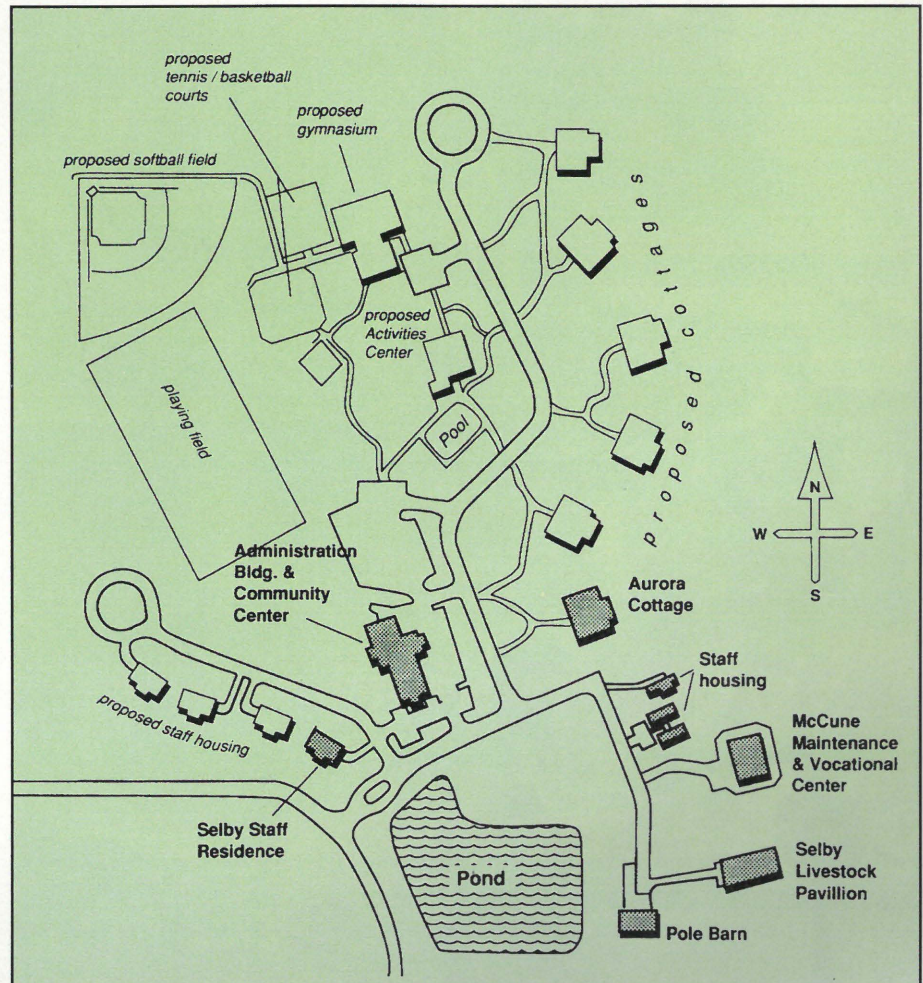 proposed
tennis / basketball
courts
proposed
gymnasium
proposed softball field
proposed cottages
proposed
Activities
Center
playing field
Pool
N
W
E
S
Administration
Bldg. &
Community
Center
Aurora
Cottage
Staff
housing
proposed staff housing
McCune
Maintenance
& Vocational
Center
Selby Staff
Residence
Selby
Livestock
Pavillion
Pond
Pole Barn